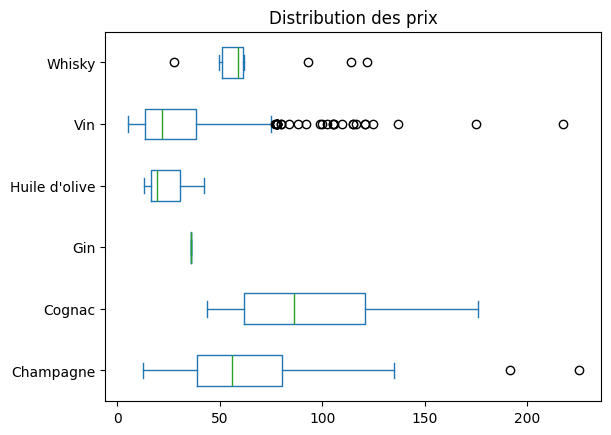 Distribution des prix
Whisky
Vin
Huile d'olive
Gin
Cognac
Champagne
0 50 100 150 200